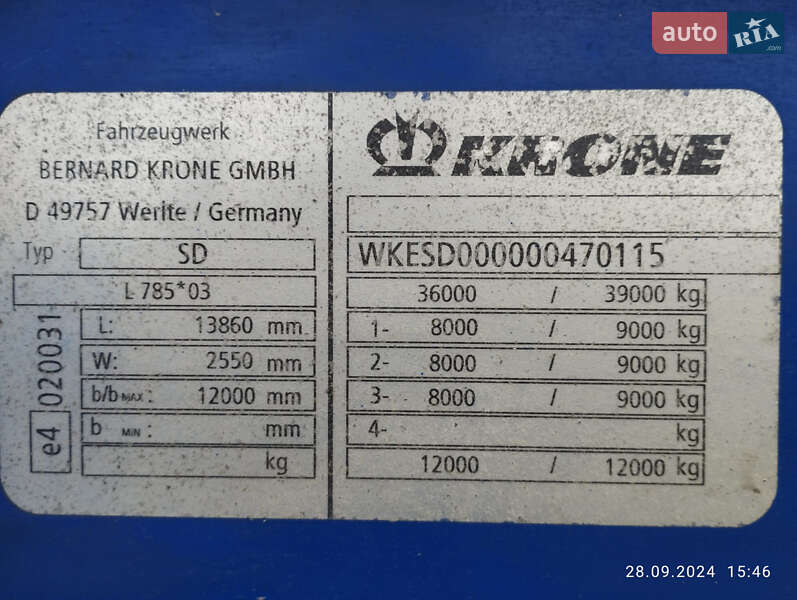 auto RIA .com
Fahrzeugwerk
BERNARD KRONE GMBH
D 49757 Werlte / Germany
Typ SD
L 785*03
L: 13860 mm
W: 2550 mm
b/b MAX : 12000 mm
b MIN : mm
kg
e4 020031
KRONE
WKESD000000470115
36000 / 39000 kg
1- 8000 / 9000 kg
2- 8000 / 9000 kg
3- 8000 / 9000 kg
4- kg
12000 / 12000 kg
28.09.2024 15:46